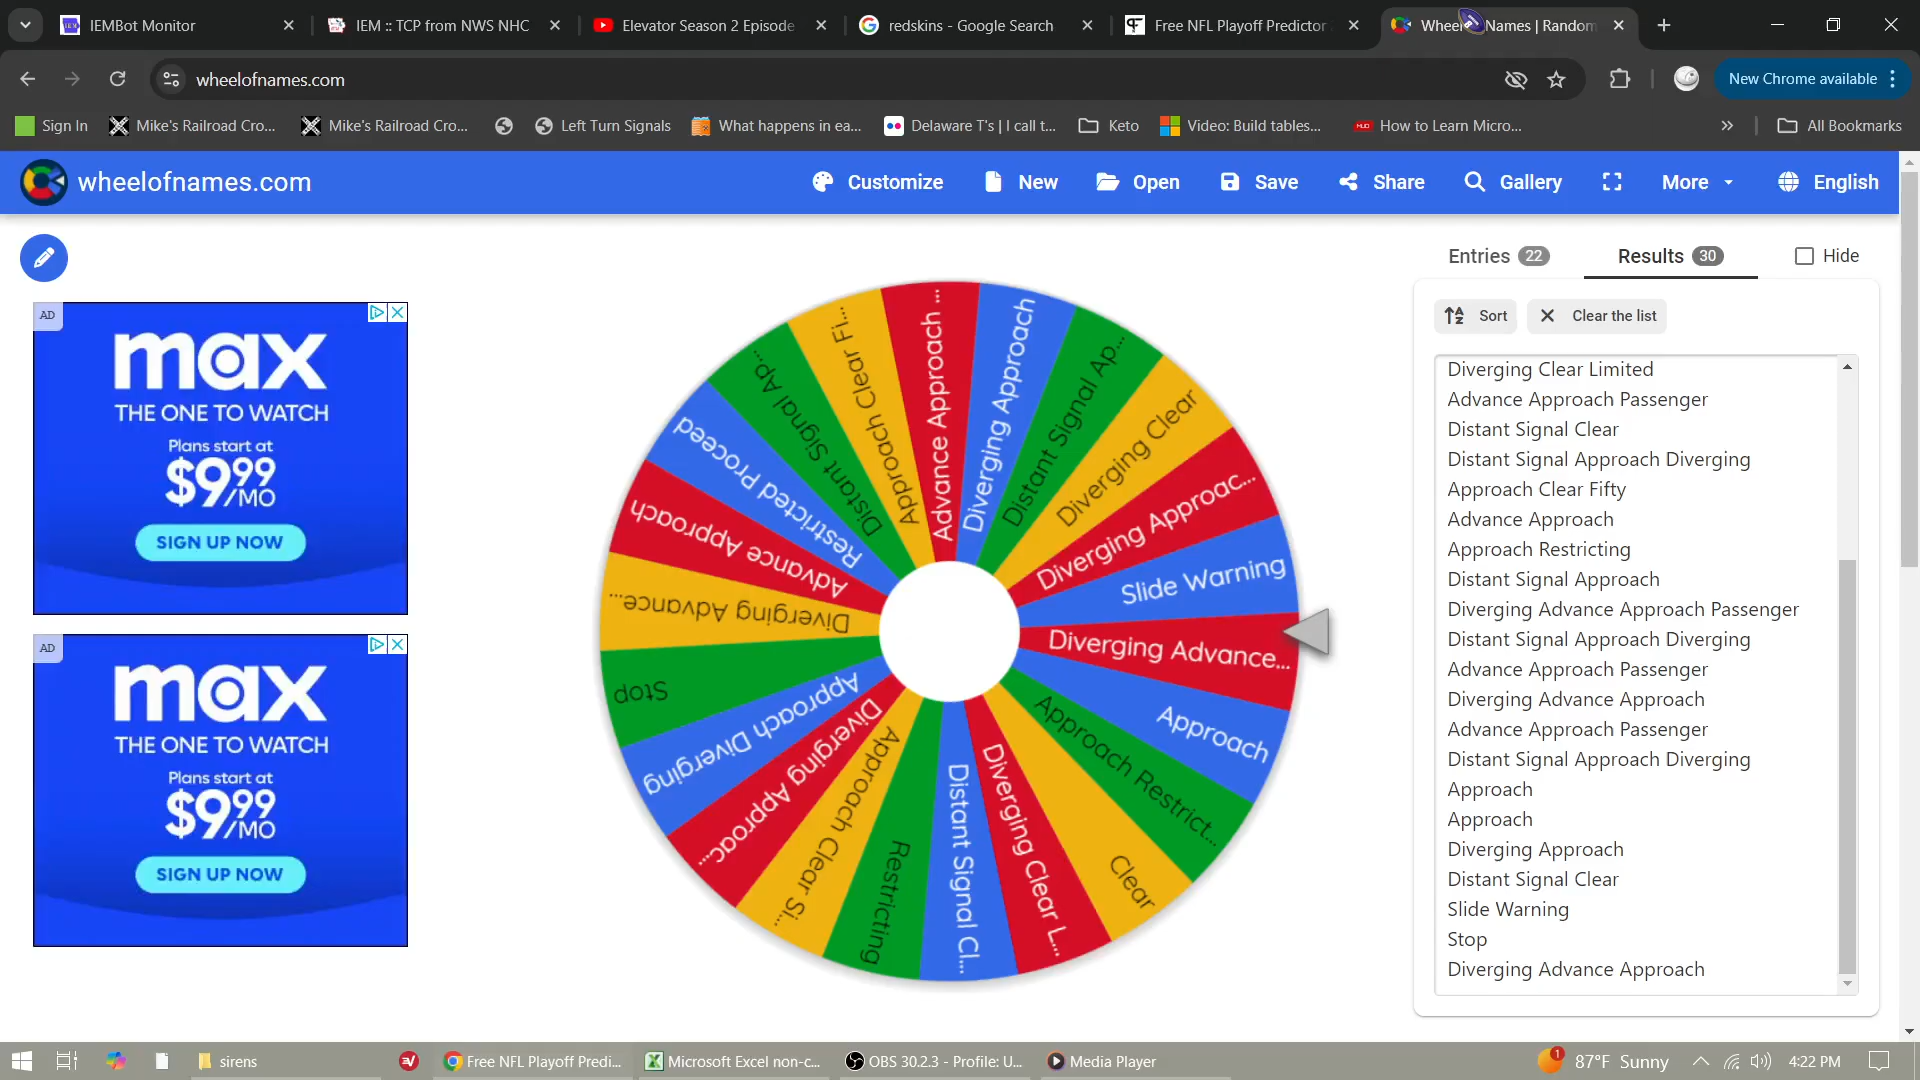 IEMBot Monitor
IEM :: TCP from NWS NHC
Elevator Season 2 Episode
redskins - Google Search
Free NFL Playoff Predictor
Wheel Names | Random
wheelofnames.com
New Chrome available
Sign In
Mike's Railroad Cro...
Mike's Railroad Cro...
Left Turn Signals
What happens in ea...
Delaware T's | I call t...
Keto
Video: Build tables...
How to Learn Micro...
All Bookmarks
wheelofnames.com
Customize
New
Open
Save
Share
Gallery
More
English
AD
max
THE ONE TO WATCH
Plans start at
$9.99/MO
SIGN UP NOW
AD
max
THE ONE TO WATCH
Plans start at
$9.99/MO
SIGN UP NOW
Advance Approach ...
Diverging Approach
Distant Signal Ap...
Diverging Clear
Diverging Approac...
Slide Warning
Diverging Advance...
Approach
Approach Restrict...
Clear
Diverging Clear L...
Distant Signal Cl...
Restricting
Approach Clear Si...
Diverging Approac...
Approach Diverging
Stop
Diverging Advance...
Advance Approach
Restricted Proceed
Distant Signal Ap...
Approach Clear Fi...
Entries 22
Results 30
Hide
Sort
Clear the list
Diverging Clear Limited
Advance Approach Passenger
Distant Signal Clear
Distant Signal Approach Diverging
Approach Clear Fifty
Advance Approach
Approach Restricting
Distant Signal Approach
Diverging Advance Approach Passenger
Distant Signal Approach Diverging
Advance Approach Passenger
Diverging Advance Approach
Advance Approach Passenger
Distant Signal Approach Diverging
Approach
Approach
Diverging Approach
Distant Signal Clear
Slide Warning
Stop
Diverging Advance Approach
sirens
Free NFL Playoff Predi...
Microsoft Excel non-c...
OBS 30.2.3 - Profile: U...
Media Player
1
87°F Sunny
4:22 PM